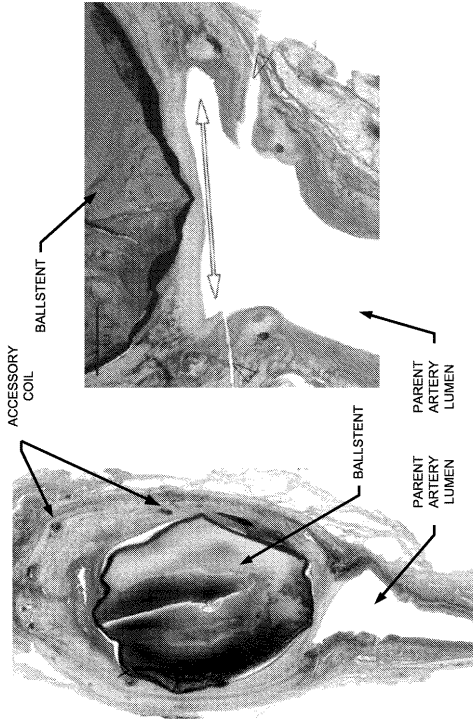 ACCESSORY
COIL
BALLSTENT
BALLSTENT
PARENT
ARTERY
LUMEN
PARENT
ARTERY
LUMEN